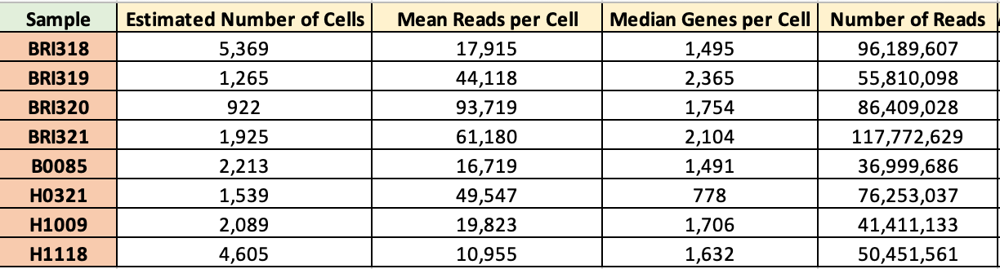 Sample Estimated Number of Cells Mean Reads per Cell Median Genes per Cell Number of Reads
BRI318 5,369 17,915 1,495 96,189,607
BRI319 1,265 44,118 2,365 55,810,098
BRI320 922 93,719 1,754 86,409,028
BRI321 1,925 61,180 2,104 117,772,629
B0085 2,213 16,719 1,491 36,999,686
H0321 1,539 49,547 778 76,253,037
H1009 2,089 19,823 1,706 41,411,133
H1118 4,605 10,955 1,632 50,451,561